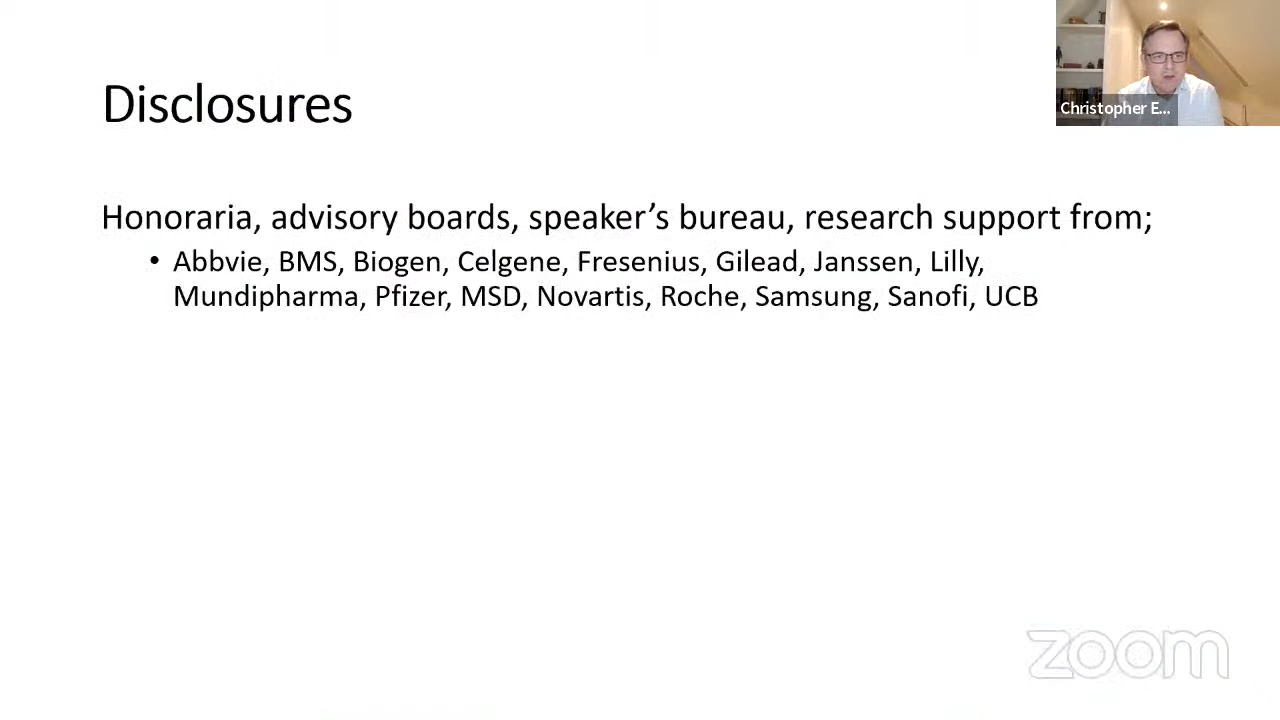 Disclosures
Christopher E...
Honoraria, advisory boards, speaker’s bureau, research support from;
• Abbvie, BMS, Biogen, Celgene, Fresenius, Gilead, Janssen, Lilly,
Mundipharma, Pfizer, MSD, Novartis, Roche, Samsung, Sanofi, UCB
zoom